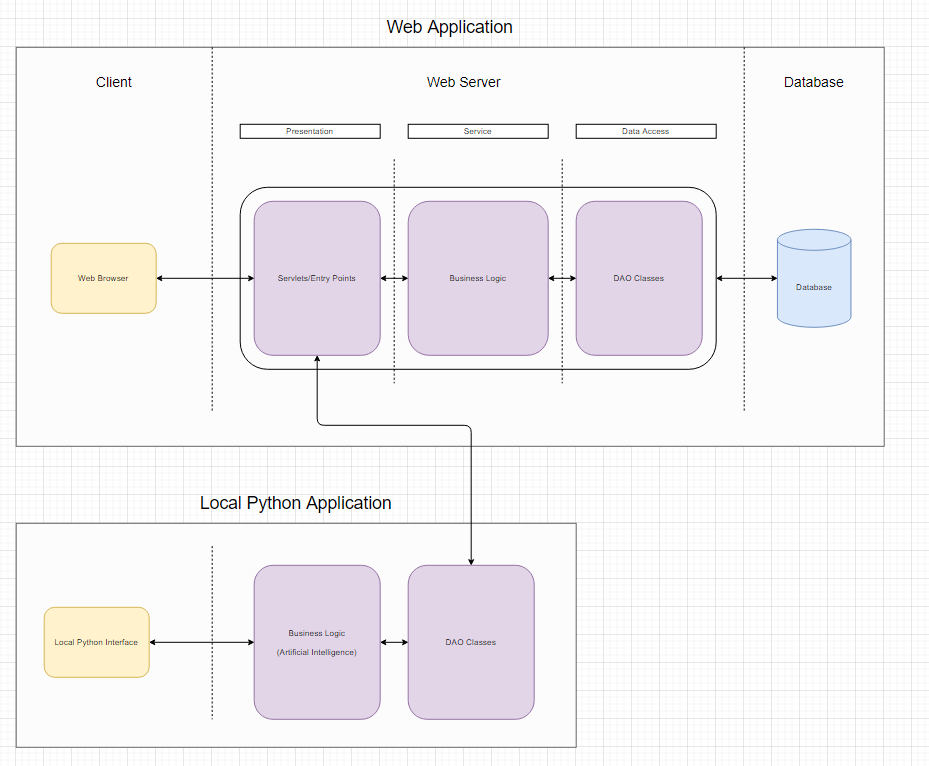 Web Application
Client
Web Server
Database
Presentation
Service
Data Access
Web Browser
Servlets/Entry Points
Business Logic
DAO Classes
Database
Local Python Application
Local Python Interface
Business Logic
(Artificial Intelligence)
DAO Classes